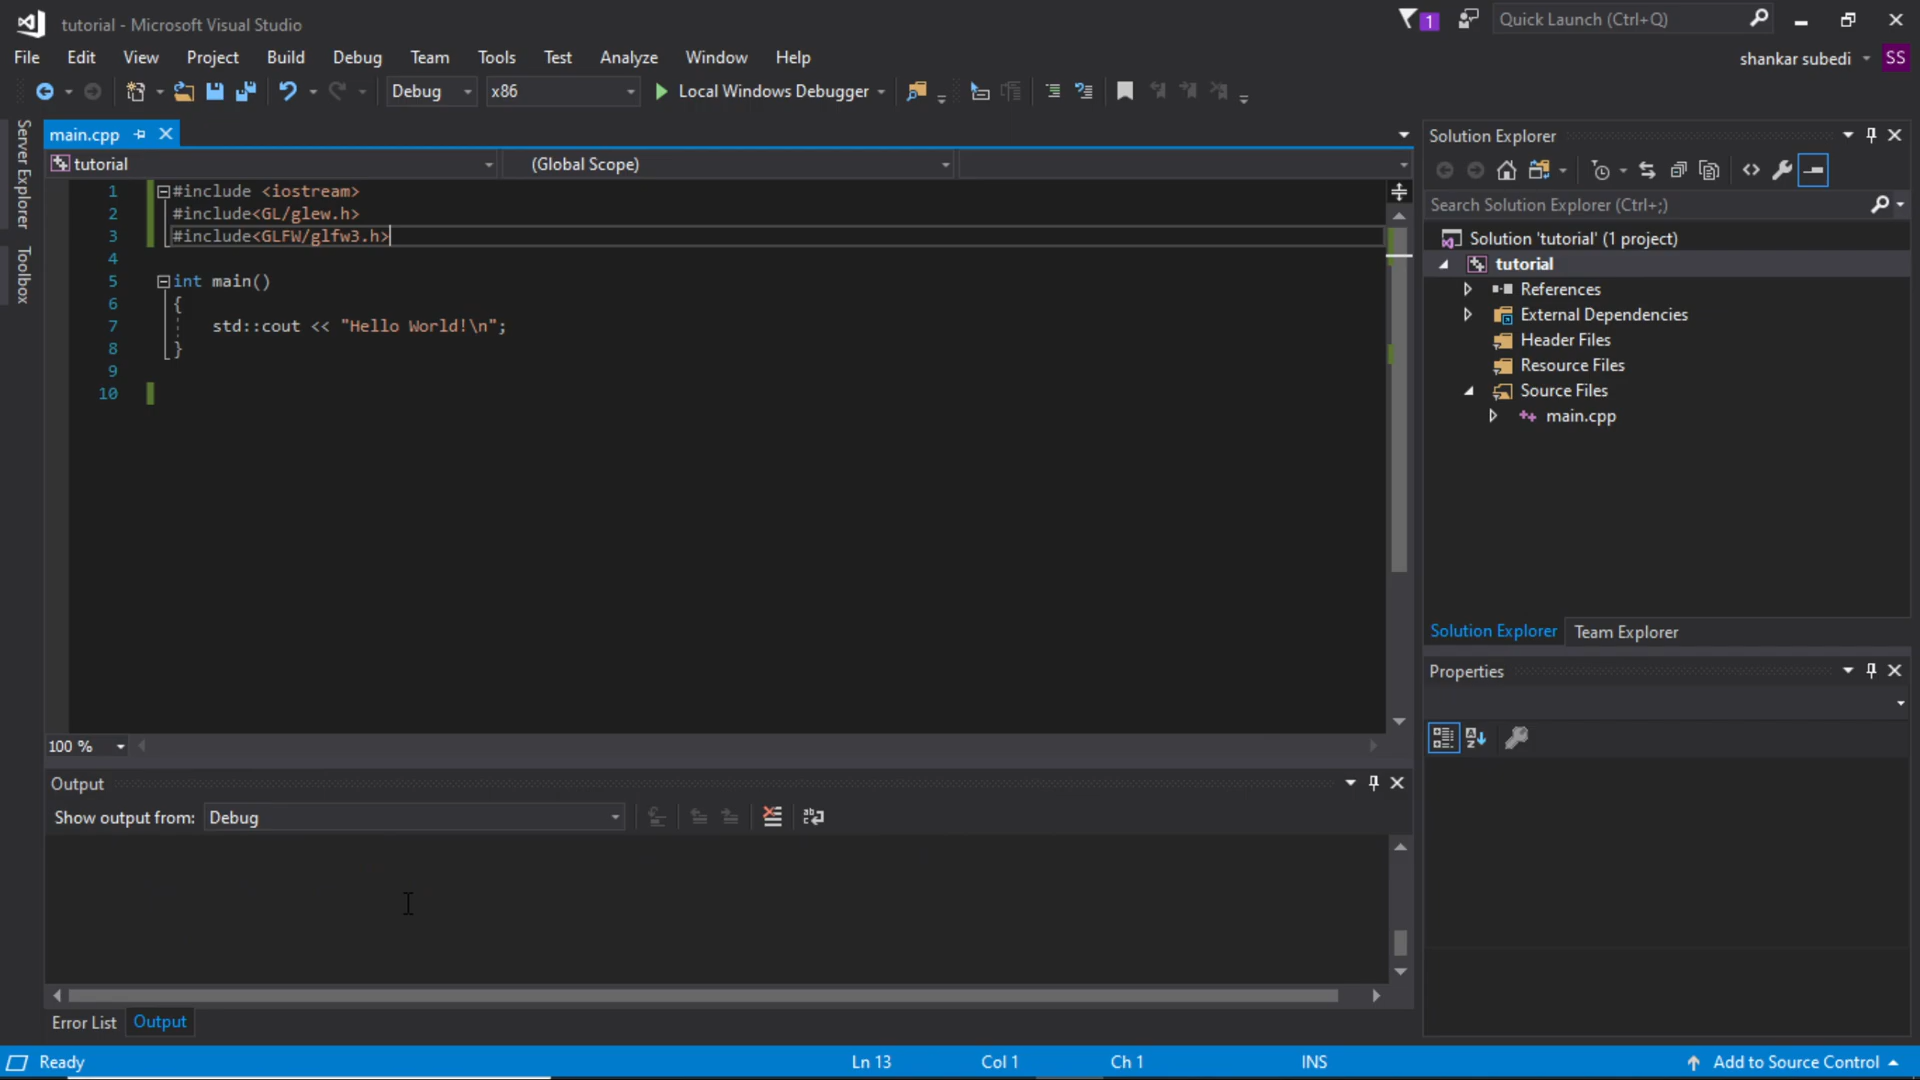 tutorial - Microsoft Visual Studio
1
Quick Launch (Ctrl+Q)
File Edit View Project Build Debug Team Tools Test Analyze Window Help
shankar subedi SS
Debug x86 Local Windows Debugger
Server Explorer
Toolbox
main.cpp
tutorial (Global Scope)
1 #include <iostream>
2 #include<GL/glew.h>
3 #include<GLFW/glfw3.h>
4
5 int main()
6 {
7 std::cout << "Hello World!\n";
8 }
9
10
100 %
Output
Show output from: Debug
Error List Output
Solution Explorer
Search Solution Explorer (Ctrl+;)
Solution 'tutorial' (1 project)
tutorial
References
External Dependencies
Header Files
Resource Files
Source Files
main.cpp
Solution Explorer Team Explorer
Properties
Ready Ln 13 Col 1 Ch 1 INS Add to Source Control